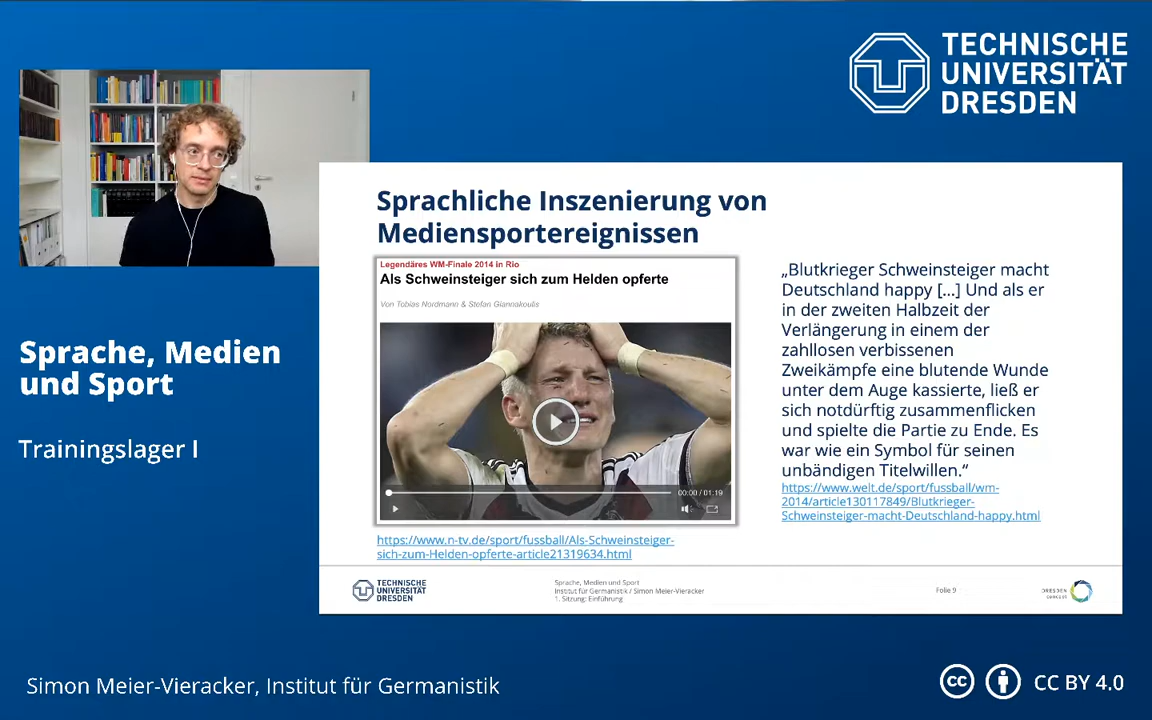 TECHNISCHE
UNIVERSITÄT
DRESDEN
Sprachliche Inszenierung von
Mediensportereignissen
Legendäres WM-Finale 2014 in Rio
Als Schweinsteiger sich zum Helden opferte
Von Tobias Nordmann & Stefan Giannakoulis
00:00 / 01:19
https://www.n-tv.de/sport/fussball/Als-Schweinsteiger-
sich-zum-Helden-opferte-article21319634.html
„Blutkrieger Schweinsteiger macht
Deutschland happy [...] Und als er
in der zweiten Halbzeit der
Verlängerung in einem der
zahllosen verbissenen
Zweikämpfe eine blutende Wunde
unter dem Auge kassierte, ließ er
sich notdürftig zusammenflicken
und spielte die Partie zu Ende. Es
war wie ein Symbol für seinen
unbändigen Titelwillen.“
https://www.welt.de/sport/fussball/wm-
2014/article130117849/Blutkrieger-
Schweinsteiger-macht-Deutschland-happy.html
TECHNISCHE
UNIVERSITÄT
DRESDEN
Sprache, Medien und Sport
Institut für Germanistik / Simon Meier-Vieracker
1. Sitzung: Einführung
Folie 9
DRESDEN
concept
Sprache, Medien
und Sport
Trainingslager I
Simon Meier-Vieracker, Institut für Germanistik
cc
CC BY 4.0